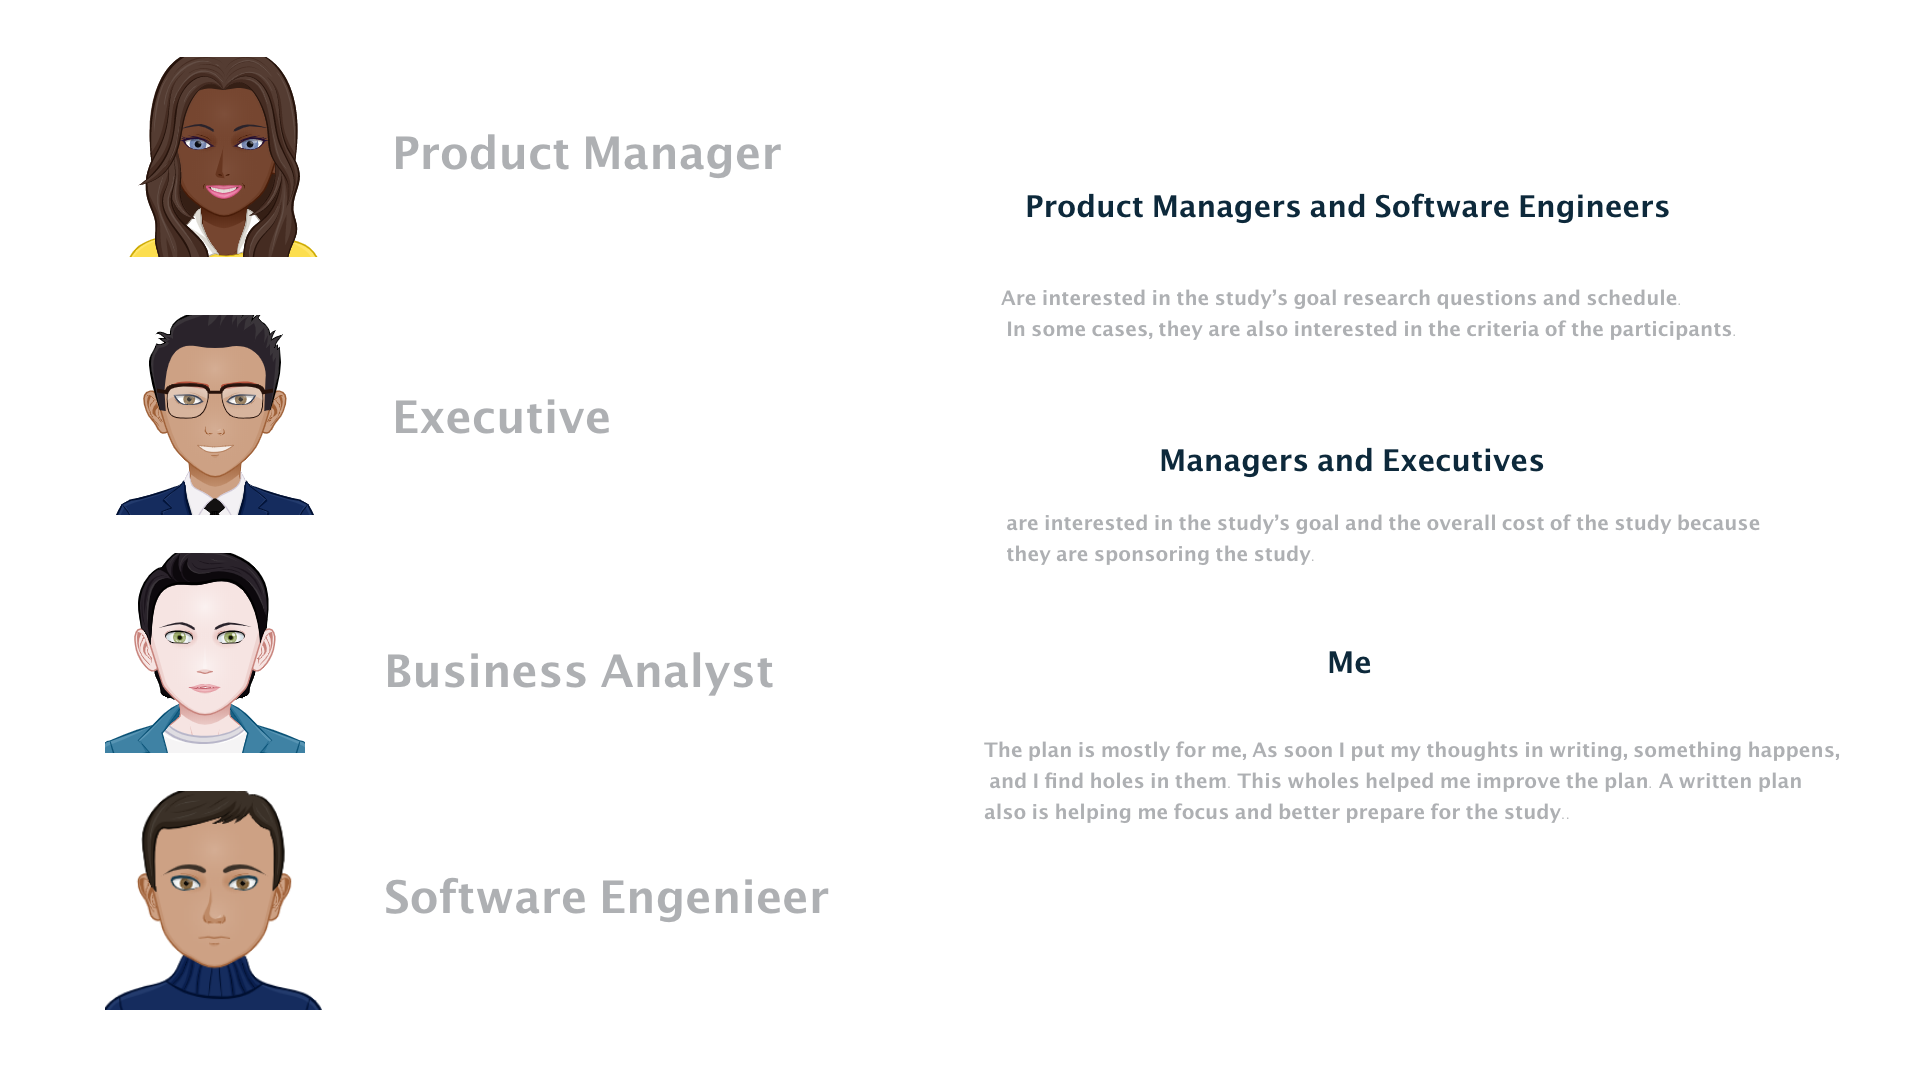 Product Manager
Executive
Business Analyst
Software Engenieer
Product Managers and Software Engineers
Are interested in the study’s goal research questions and schedule.
In some cases, they are also interested in the criteria of the participants.
Managers and Executives
are interested in the study’s goal and the overall cost of the study because
they are sponsoring the study.
Me
The plan is mostly for me, As soon I put my thoughts in writing, something happens,
and I find holes in them. This wholes helped me improve the plan. A written plan
also is helping me focus and better prepare for the study..